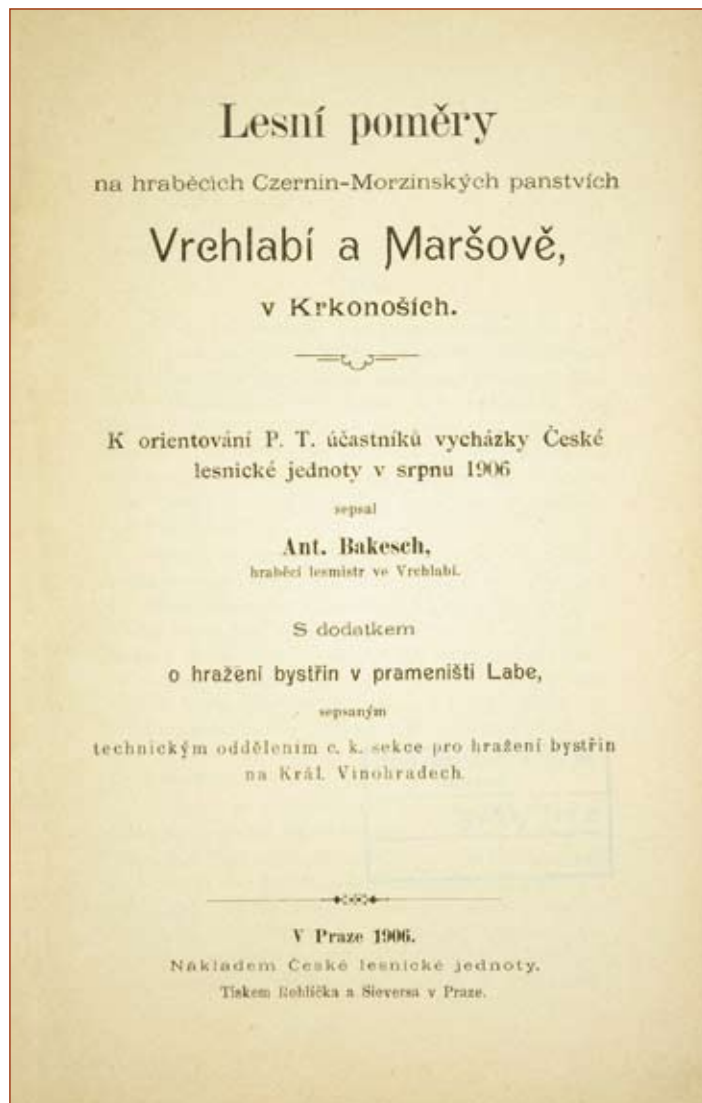 Lesní poměry
na hraběcích Czernin-Morzinských panstvích
Vrchlabí a Maršově,
v Krkonoších.
K orientování P. T. účastníků vycházky České
lesnické jednoty v srpnu 1906
sepsal
Ant. Bakesch,
hraběcí lesmistr ve Vrchlabí.
S dodatkem
o hražení bystřin v prameništi Labe,
sepsaným
technickým oddělením c. k. sekce pro hražení bystřin
na Král. Vinohradech.
V Praze 1906.
Nákladem České lesnické jednoty.
Tiskem Rohlíčka a Sieversa v Praze.